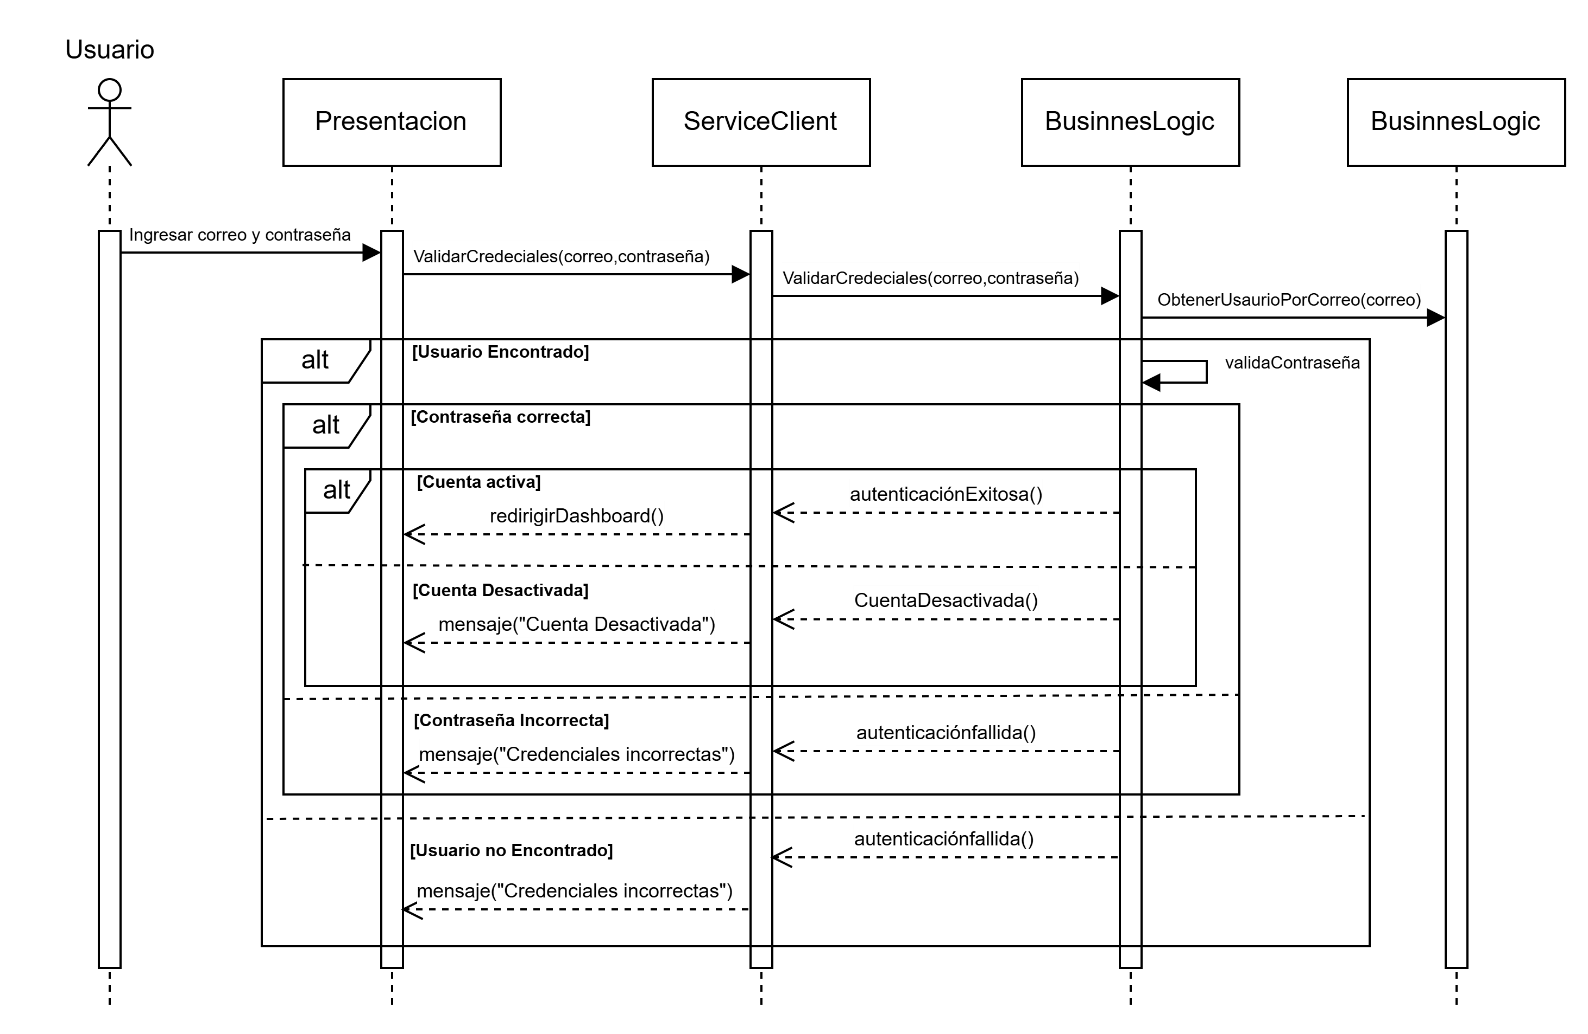 Usuario
Presentacion
ServiceClient
BusinnesLogic
BusinnesLogic
Ingresar correo y contraseña
ValidarCredeciales(correo,contraseña)
ValidarCredeciales(correo,contraseña)
ObtenerUsaurioPorCorreo(correo)
alt
[Usuario Encontrado]
validaContraseña
alt
[Contraseña correcta]
alt
[Cuenta activa]
autenticaciónExitosa()
redirigirDashboard()
[Cuenta Desactivada]
CuentaDesactivada()
mensaje("Cuenta Desactivada")
[Contraseña Incorrecta]
autenticaciónfallida()
mensaje("Credenciales incorrectas")
autenticaciónfallida()
[Usuario no Encontrado]
mensaje("Credenciales incorrectas")